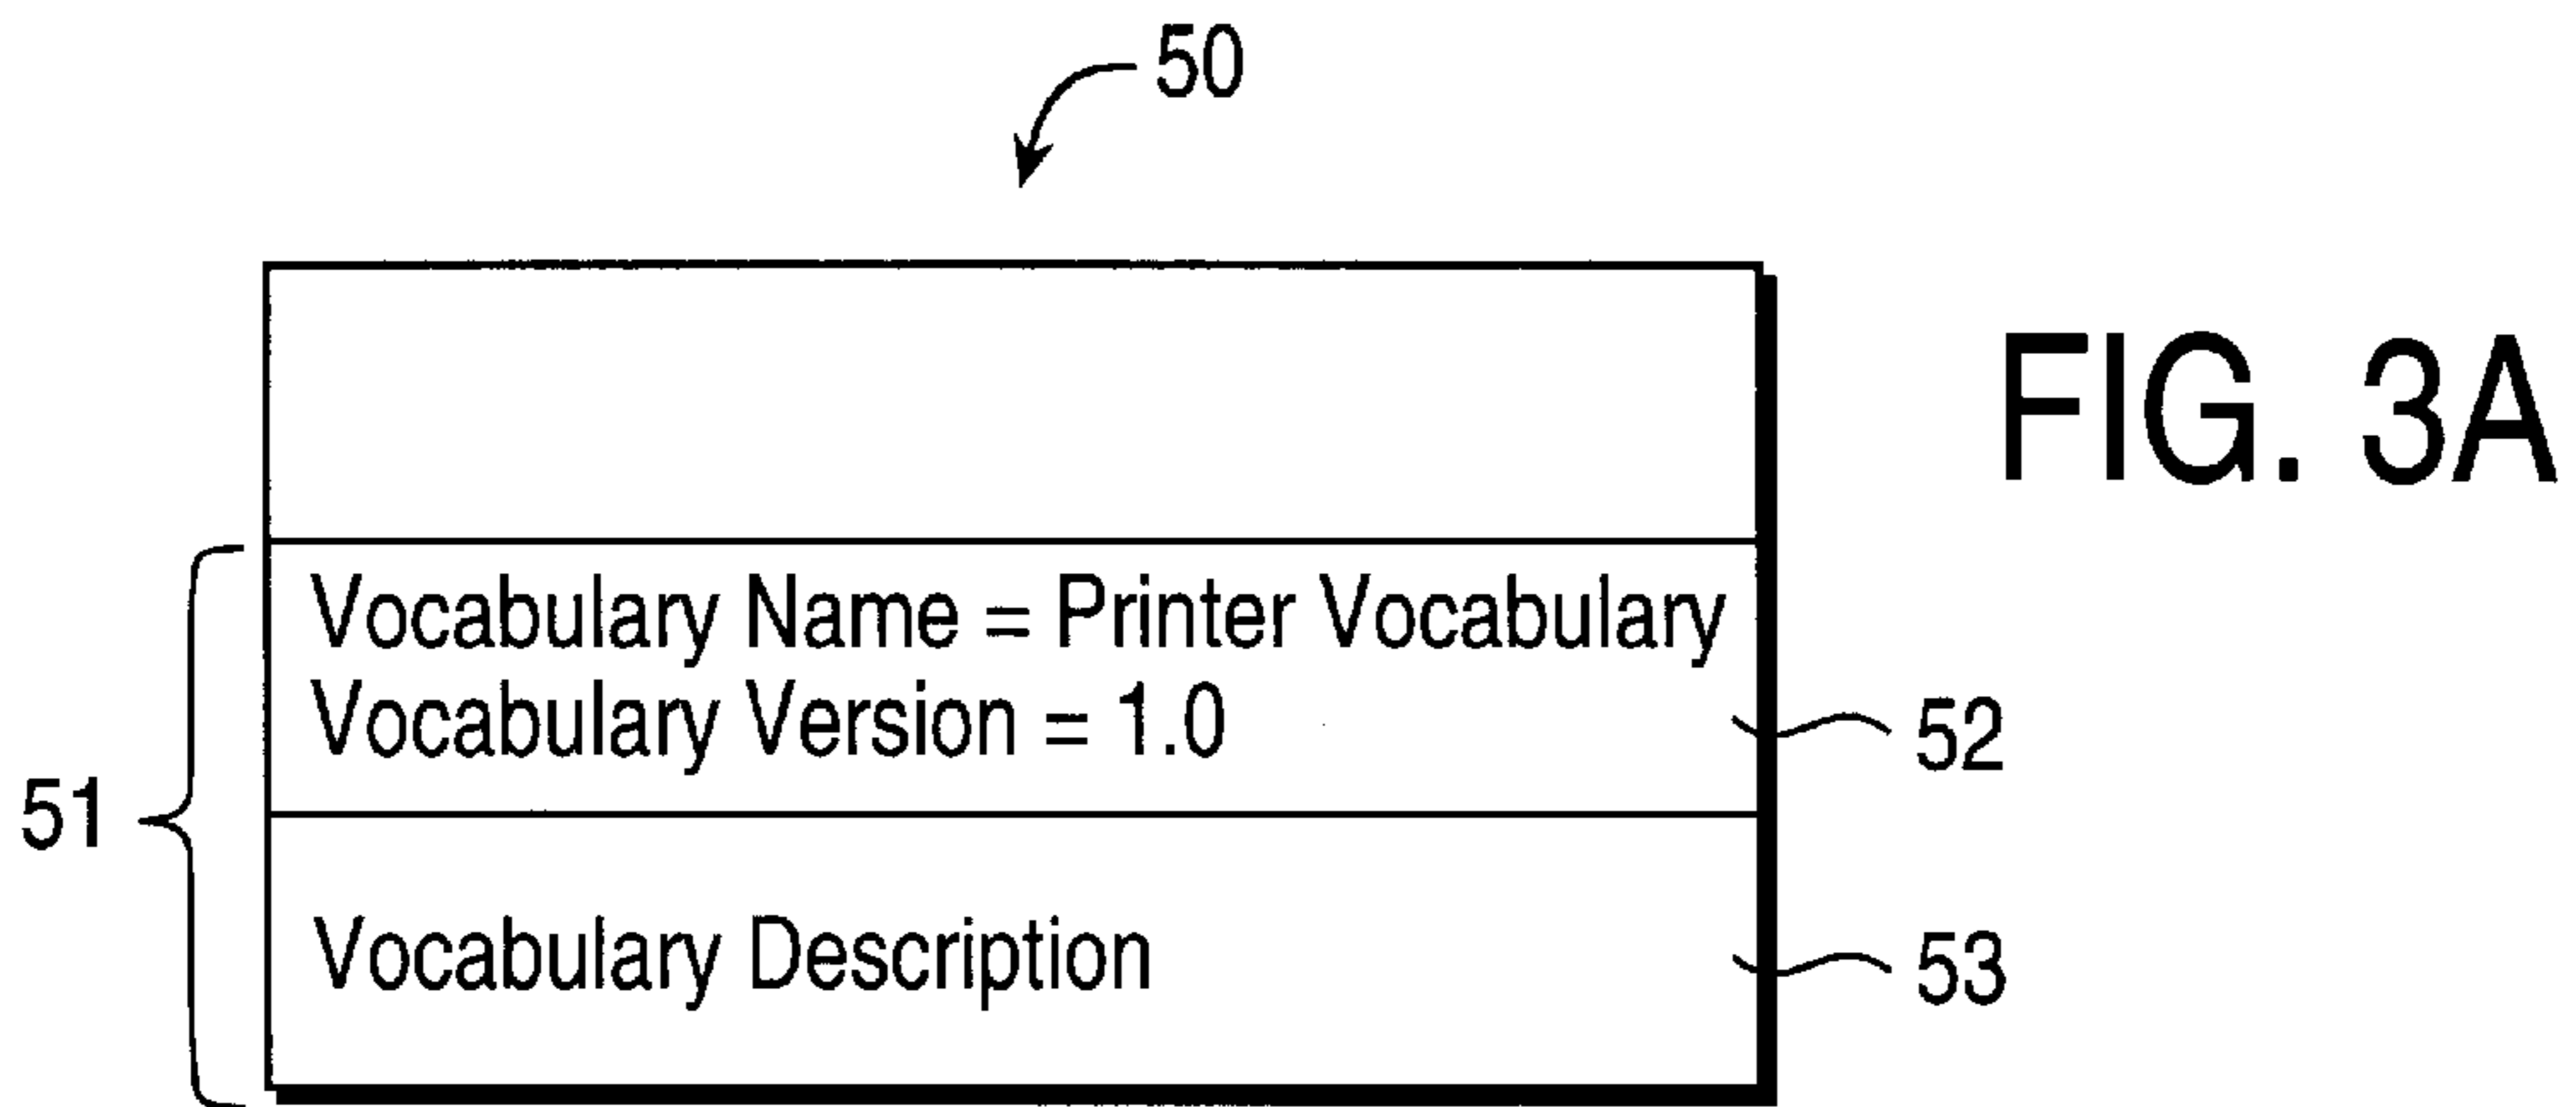 50
FIG. 3A
Vocabulary Name = Printer Vocabulary
Vocabulary Version = 1.0
52
51
Vocabulary Description
53